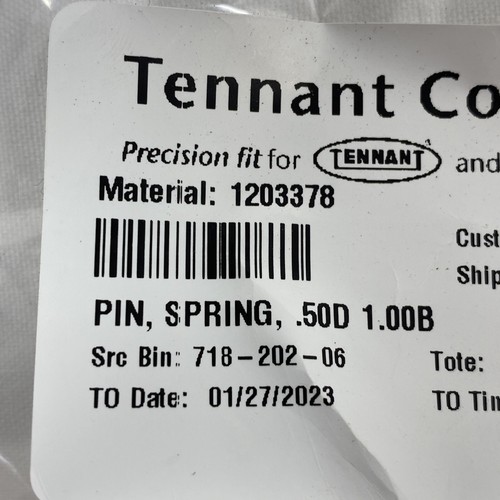 Tennant Co
Precision fit for TENNANT and
Material: 1203378
Cust
Ship
PIN, SPRING, .50D 1.00B
Src Bin: 718-202-06 Tote:
TO Date: 01/27/2023 TO Tim